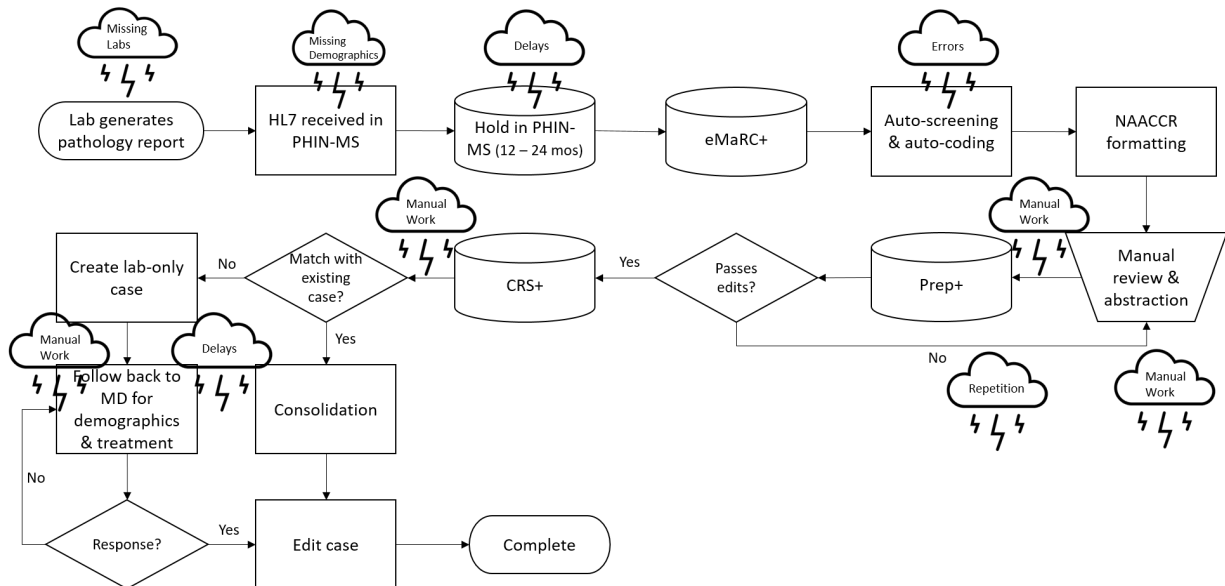 Missing
Labs
Missing
Demographics
Delays
Errors
Lab generates
pathology report
HL7 received in
PHIN-MS
Hold in PHIN-
MS (12 – 24 mos)
eMaRC+
Auto-screening
& auto-coding
NAACCR
formatting
Manual
Work
Manual
Work
Create lab-only
case
No
Match with
existing
case?
CRS+
Yes
Passes
edits?
Prep+
Manual
review &
abstraction
Yes
No
Manual
Work
Delays
Repetition
Manual
Work
Follow back to
MD for
demographics
& treatment
Consolidation
No
Response?
Yes
Edit case
Complete